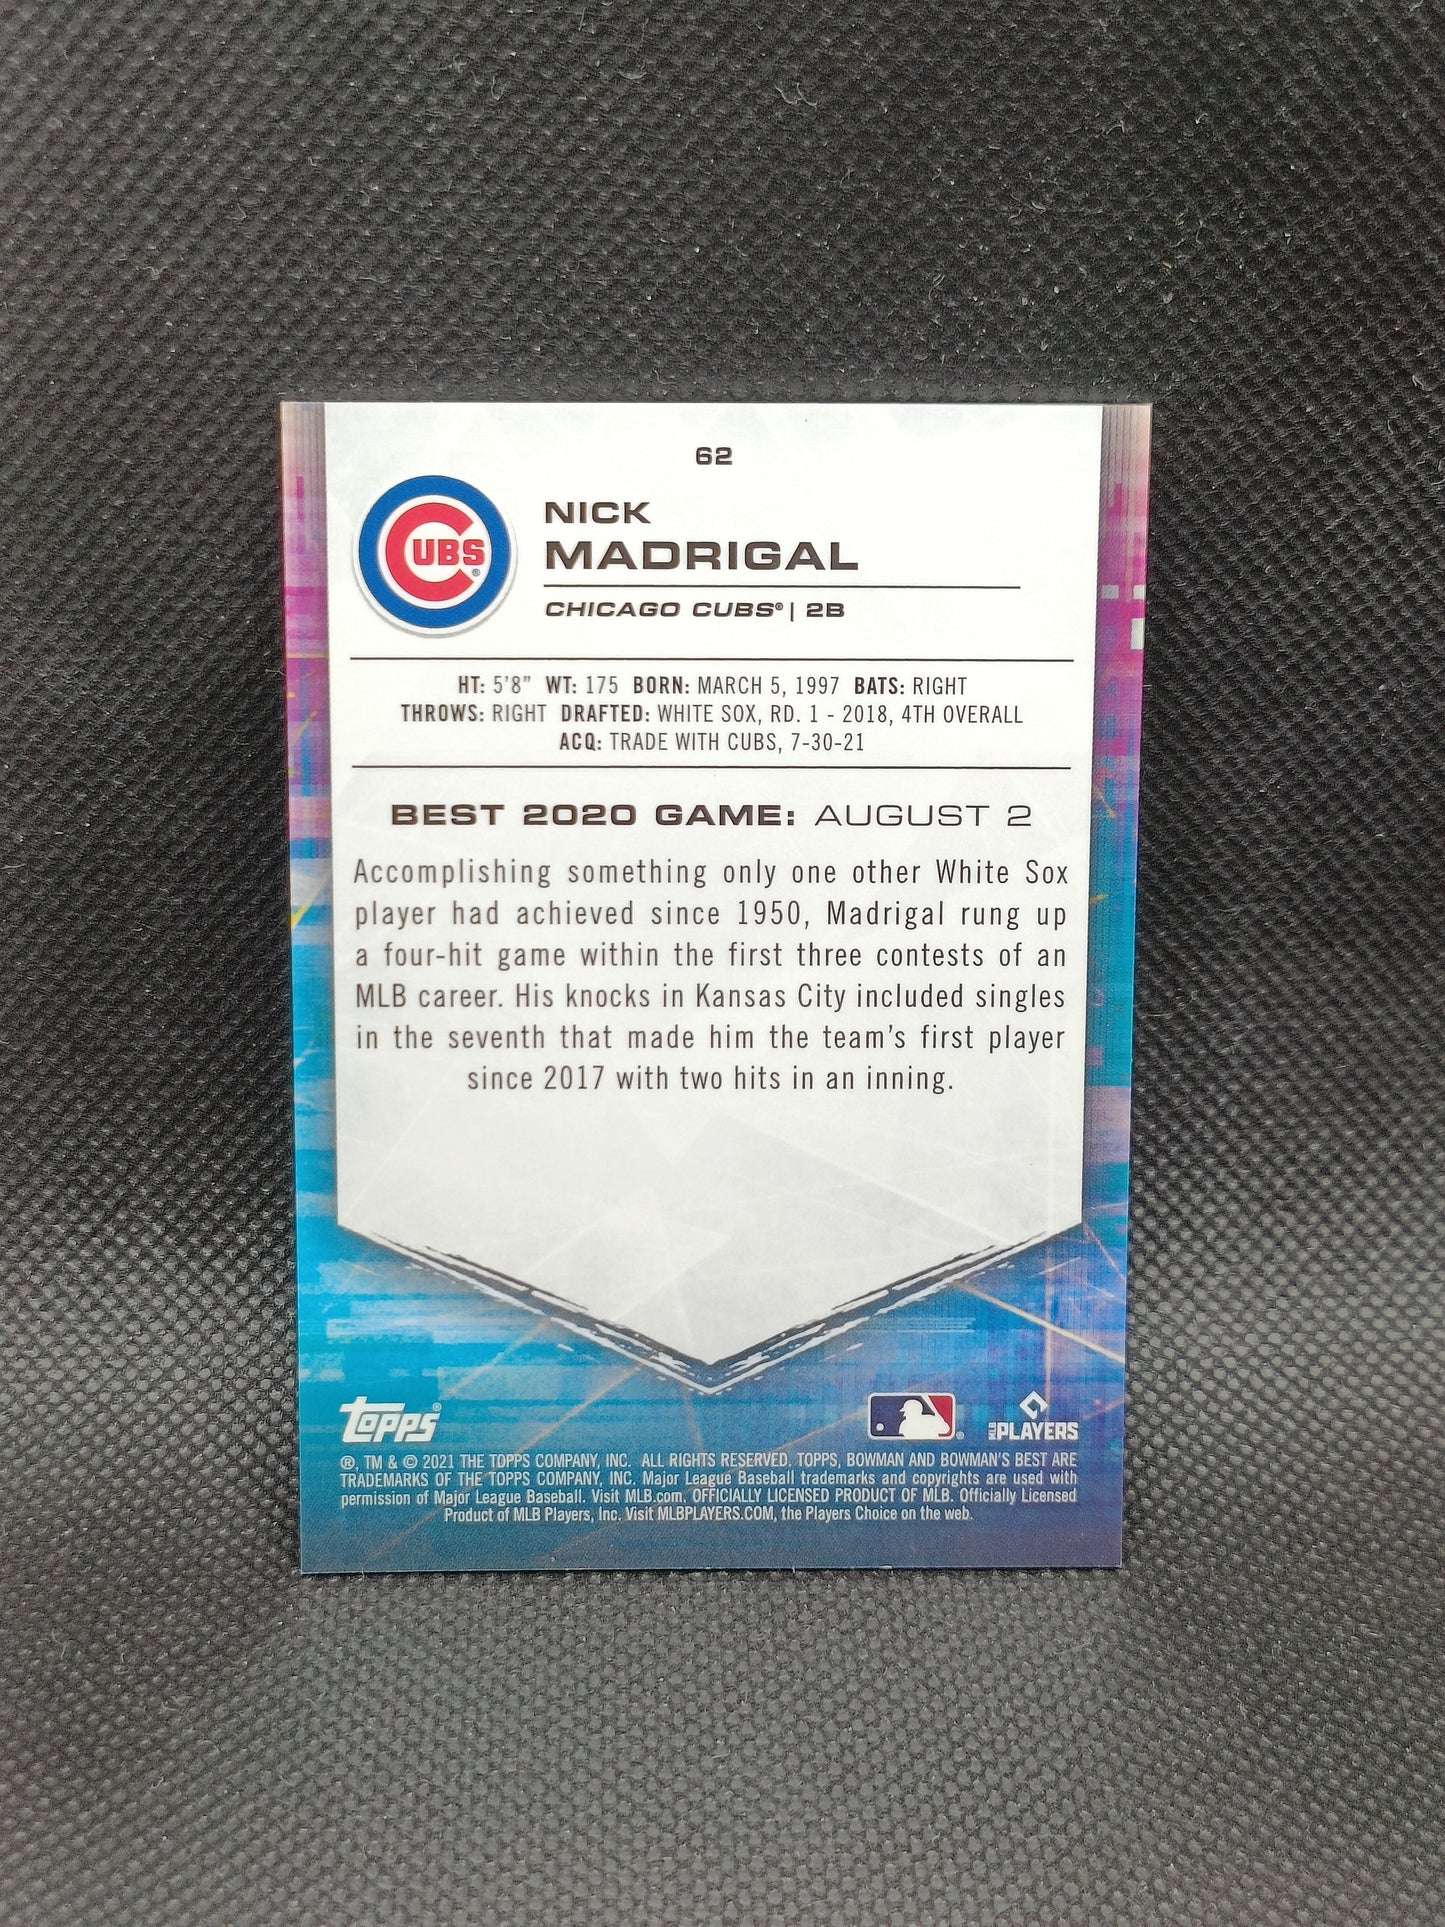 62
CUBS®
NICK
MADRIGAL
CHICAGO CUBS® | 2B
HT: 5'8" WT: 175 BORN: MARCH 5, 1997 BATS: RIGHT
THROWS: RIGHT DRAFTED: WHITE SOX, RD. 1 - 2018, 4TH OVERALL
ACQ: TRADE WITH CUBS, 7-30-21
BEST 2020 GAME: AUGUST 2
Accomplishing something only one other White Sox
player had achieved since 1950, Madrigal rung up
a four-hit game within the first three contests of an
MLB career. His knocks in Kansas City included singles
in the seventh that made him the team's first player
since 2017 with two hits in an inning.
topps®
®
MLB PLAYERS
®, TM & © 2021 THE TOPPS COMPANY, INC. ALL RIGHTS RESERVED. TOPPS, BOWMAN AND BOWMAN'S BEST ARE
TRADEMARKS OF THE TOPPS COMPANY, INC. Major League Baseball trademarks and copyrights are used with
permission of Major League Baseball. Visit MLB.com. OFFICIALLY LICENSED PRODUCT OF MLB. Officially Licensed
Product of MLB Players, Inc. Visit MLBPLAYERS.COM, the Players Choice on the web.